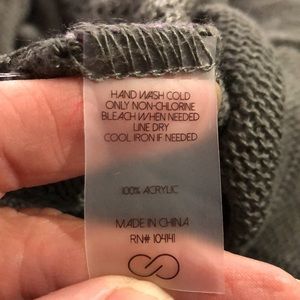 HAND WASH COLD
ONLY NON-CHLORINE
BLEACH WHEN NEEDED
LINE DRY
COOL IRON IF NEEDED
100% ACRYLIC
MADE IN CHINA
RN# 104141